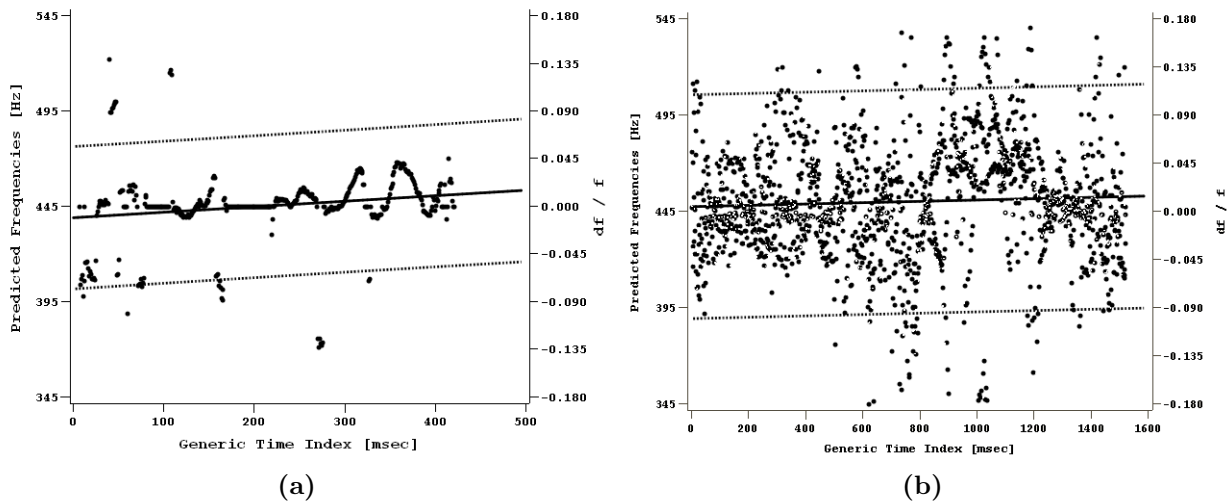 545
495
445
395
345
Predicted Frequencies [Hz]
0 100 200 300 400 500
Generic Time Index [msec]
0.180
0.135
0.090
0.045
0.000
-0.045
-0.090
-0.135
-0.180
df / f
(a)
545
495
445
395
345
Predicted Frequencies [Hz]
0 200 400 600 800 1000 1200 1400 1600
Generic Time Index [msec]
0.180
0.135
0.090
0.045
0.000
-0.045
-0.090
-0.135
-0.180
df / f
(b)